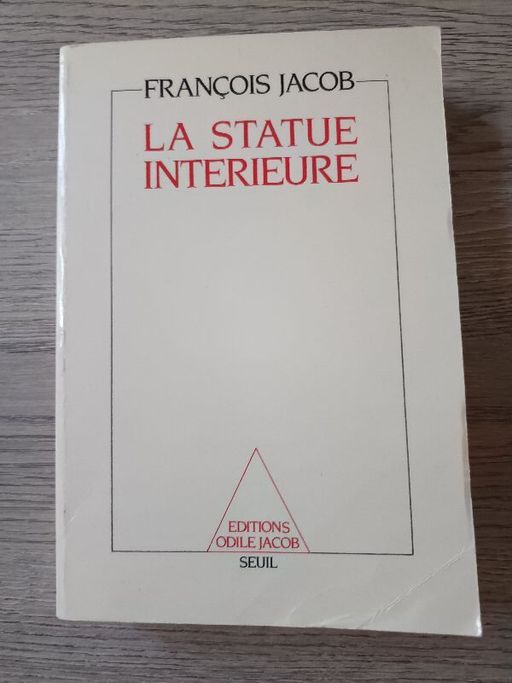 FRANÇOIS JACOB
LA STATUE
INTERIEURE
EDITIONS
ODILE JACOB
SEUIL